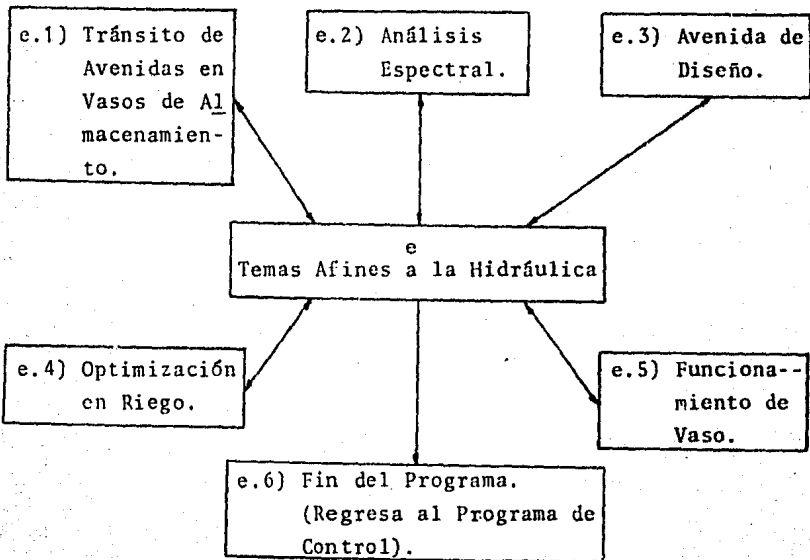 e.1) Tránsito de
Avenidas en
Vasos de Al
macenamien-
to.
e.2) Análisis
Espectral.
e.3) Avenida de
Diseño.
e
Temas Afines a la Hidráulica
e.4) Optimización
en Riego.
e.5) Funciona--
miento de
Vaso.
e.6) Fin del Programa.
(Regresa al Programa de
Control).